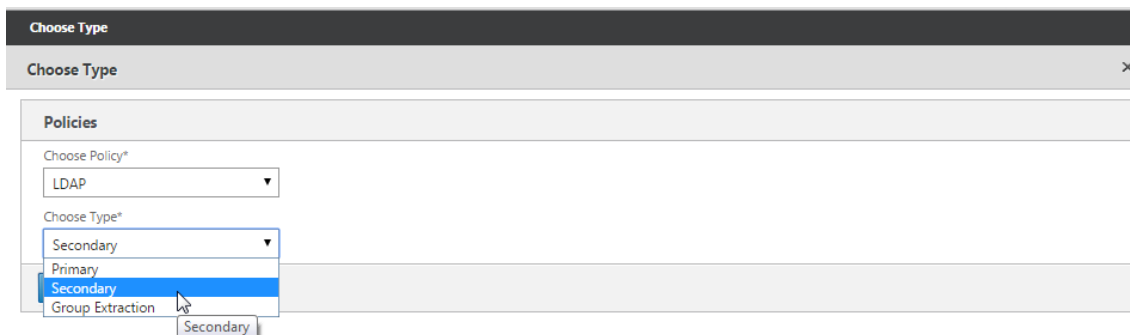 Choose Type
Choose Type
×
Policies
Choose Policy*
LDAP
Choose Type*
Secondary
Primary
Secondary
Group Extraction
Secondary